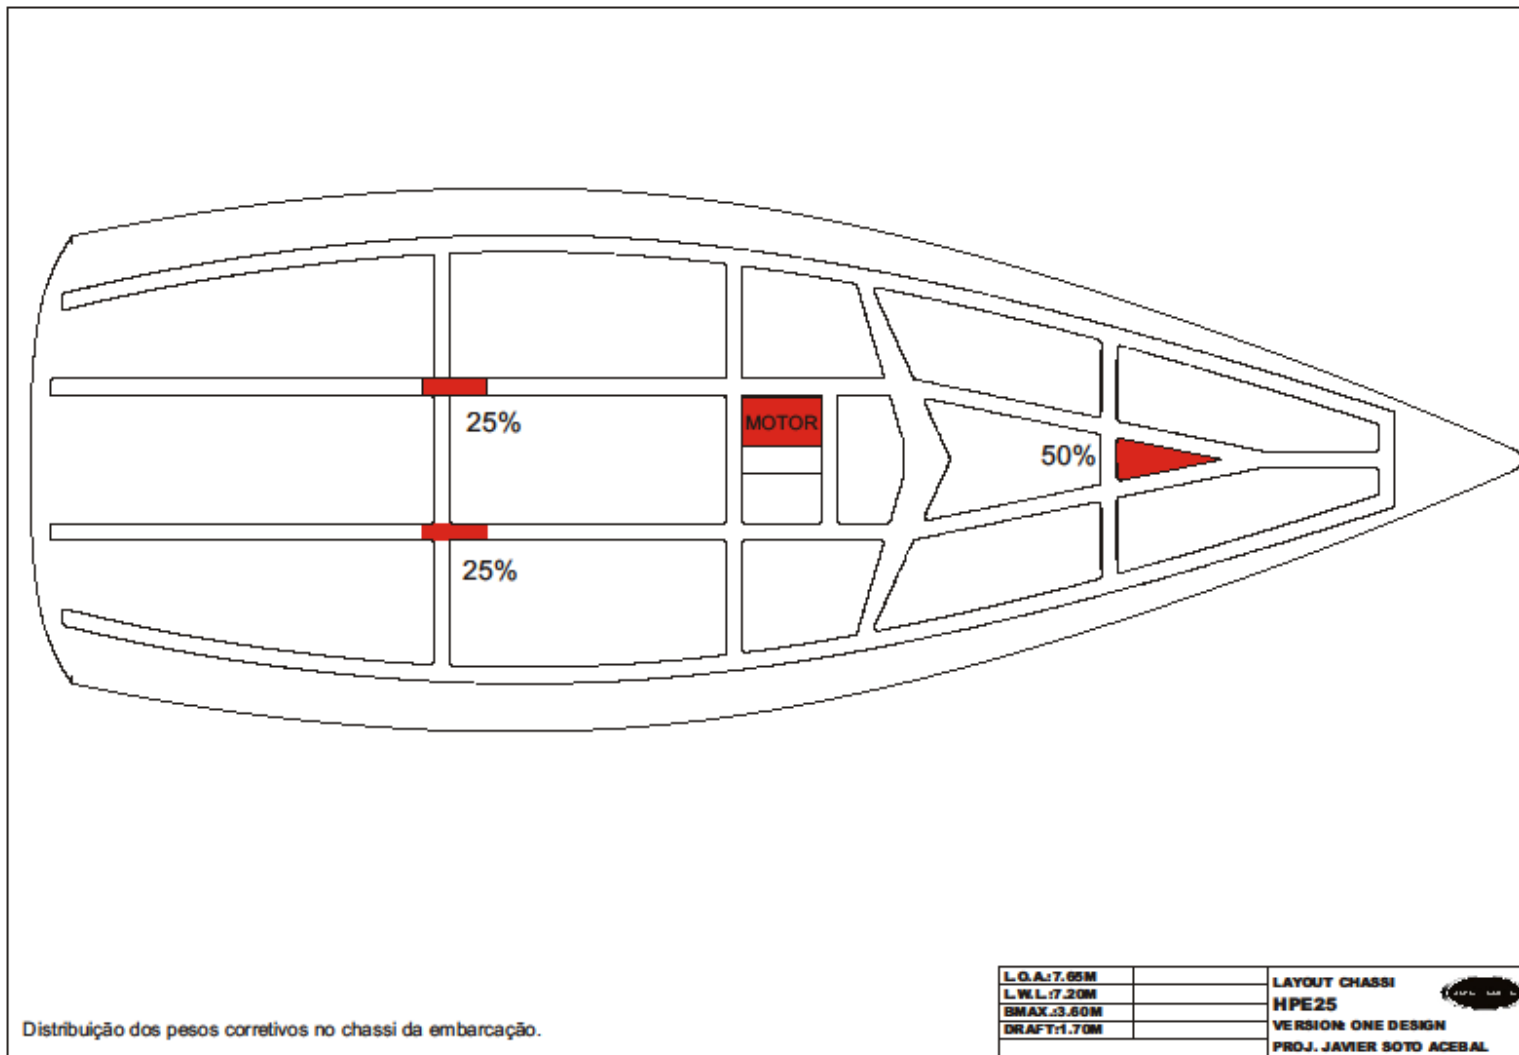 25%
MOTOR
50%
25%
L.O.A.:7.65M
L.W.L.:7.20M
BMAX.:3.60M
DRAFT:1.70M
LAYOUT CHASSI
HPE25
VERSION: ONE DESIGN
PROJ. JAVIER SOTO ACEBAL
Distribuição dos pesos corretivos no chassi da embarcação.